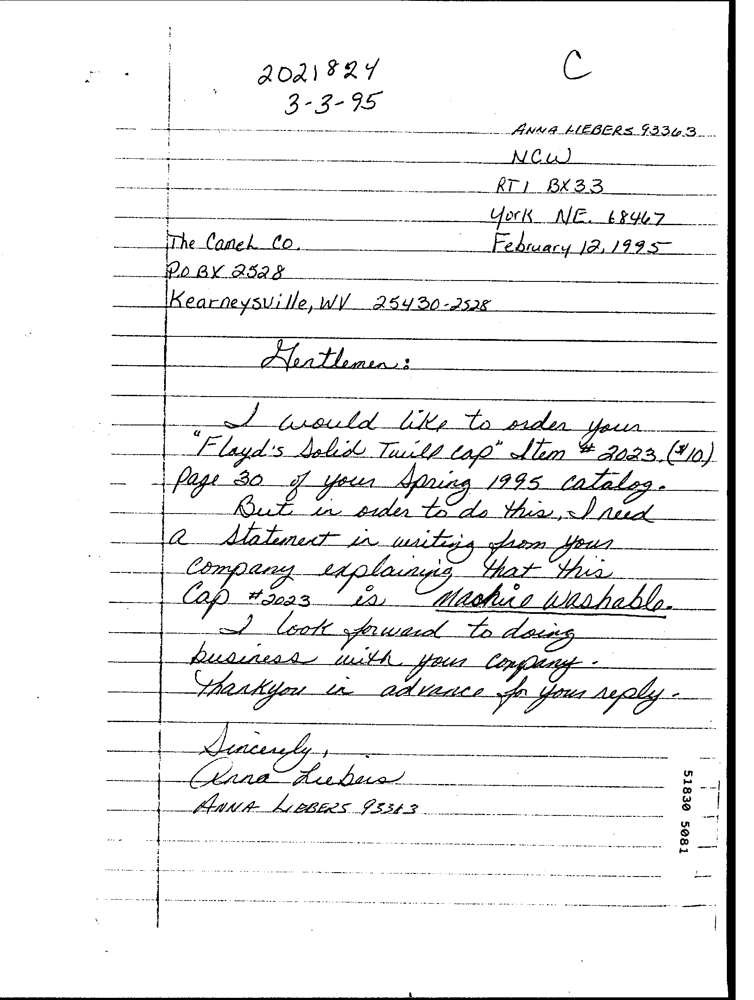 2021824
C
3-3-95
ANNA LIEBERS 93363
NCW
RT 1 BX 33
York NE. 68467
The Camel Co.
February 12, 1995
P.O BX 2528
Kearneysville, WV 25430-2528
Gentlemen:
I would like to order your
"Floyd's Solid Twill Cap" Item # 2023 ($10)
Page 30 of your Spring 1995 catalog.
But in order to do this, I need
a statement in writing from your
company explaining that this
Cap #2023 is Machine Washable.
I look forward to doing
business with your company.
Thankyou in advance for your reply.
Sincerely,
Anna Liebers
ANNA LIEBERS 93363
51830 5081